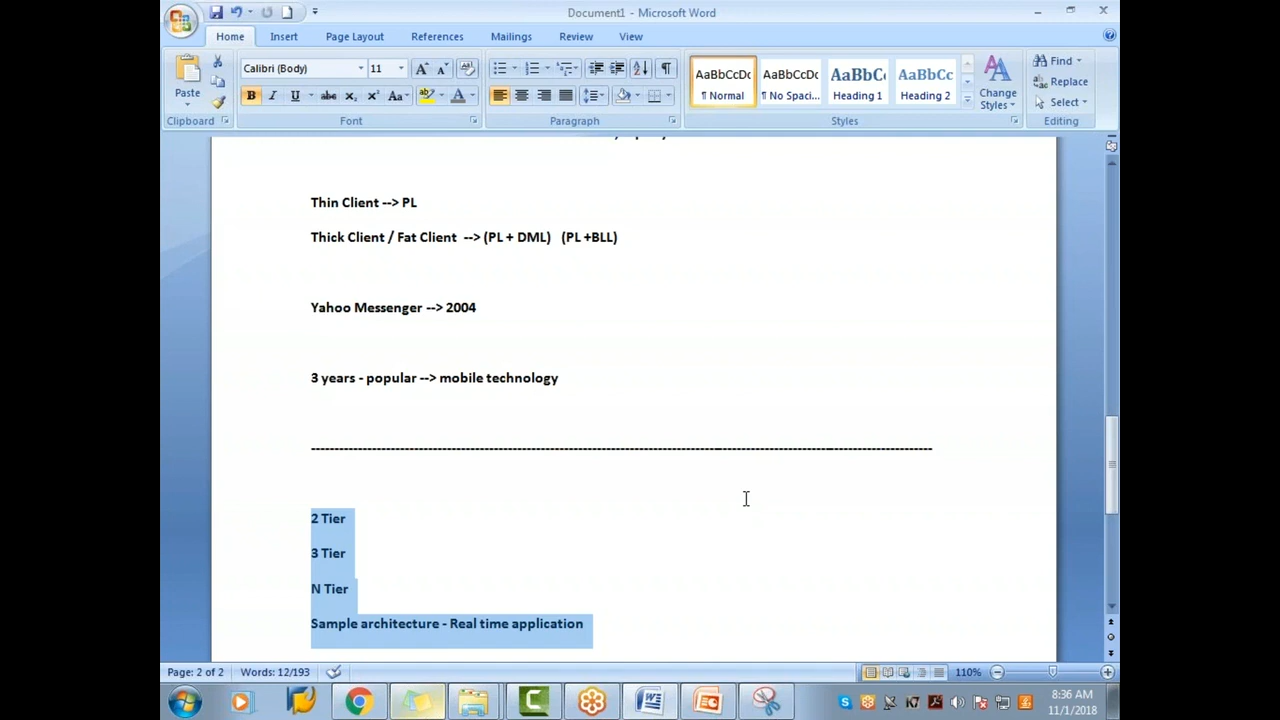 Document1 - Microsoft Word
Home Insert Page Layout References Mailings Review View
Paste
Calibri (Body) 11
AaBbCcDc AaBbCcDc AaBbC AaBbCc
¶ Normal ¶ No Spaci... Heading 1 Heading 2
Change
Styles
Find
Replace
Select
Clipboard Font Paragraph Styles Editing
Thin Client --> PL
Thick Client / Fat Client --> (PL + DML) (PL +BLL)
Yahoo Messenger --> 2004
3 years - popular --> mobile technology
2 Tier
3 Tier
N Tier
Sample architecture - Real time application
Page: 2 of 2 Words: 12/193 110%
8:36 AM
11/1/2018